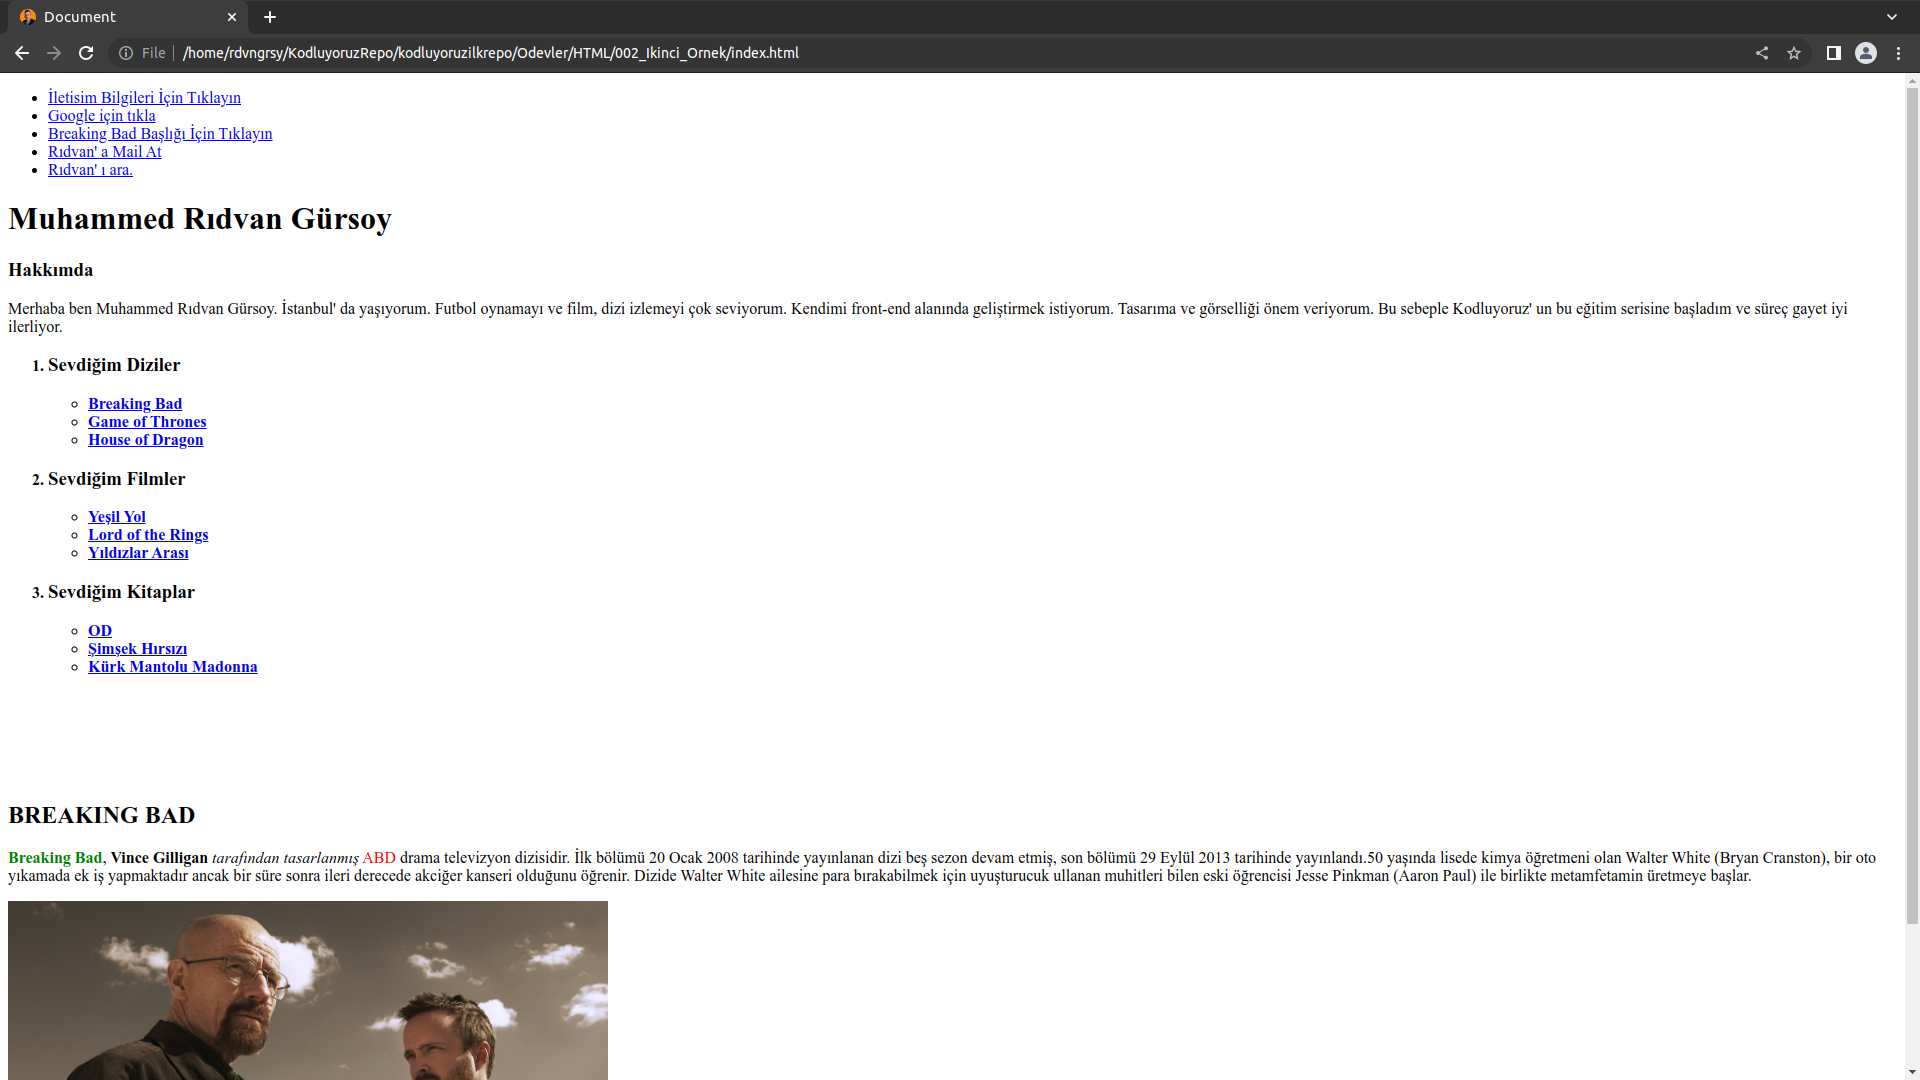 Document
File
/home/rdvngrsy/KodluyoruzRepo/kodluyoruzilkrepo/Odevler/HTML/002_Ikinci_Ornek/index.html
İletisim Bilgileri İçin Tıklayın
Google için tıkla
Breaking Bad Başlığı İçin Tıklayın
Rıdvan' a Mail At
Rıdvan' ı ara.
Muhammed Rıdvan Gürsoy
Hakkımda
Merhaba ben Muhammed Rıdvan Gürsoy. İstanbul' da yaşıyorum. Futbol oynamayı ve film, dizi izlemeyi çok seviyorum. Kendimi front-end alanında geliştirmek istiyorum. Tasarıma ve görselliği önem veriyorum. Bu sebeple Kodluyoruz' un bu eğitim serisine başladım ve süreç gayet iyi
ilerliyor.
1. Sevdiğim Diziler
Breaking Bad
Game of Thrones
House of Dragon
2. Sevdiğim Filmler
Yeşil Yol
Lord of the Rings
Yıldızlar Arası
3. Sevdiğim Kitaplar
OD
Şimşek Hırsızı
Kürk Mantolu Madonna
BREAKING BAD
Breaking Bad, Vince Gilligan tarafından tasarlanmış ABD drama televizyon dizisidir. İlk bölümü 20 Ocak 2008 tarihinde yayınlanan dizi beş sezon devam etmiş, son bölümü 29 Eylül 2013 tarihinde yayınlandı.50 yaşında lisede kimya öğretmeni olan Walter White (Bryan Cranston), bir oto
yıkamada ek iş yapmaktadır ancak bir süre sonra ileri derecede akciğer kanseri olduğunu öğrenir. Dizide Walter White ailesine para bırakabilmek için uyuşturucuk ullanan muhitleri bilen eski öğrencisi Jesse Pinkman (Aaron Paul) ile birlikte metamfetamin üretmeye başlar.